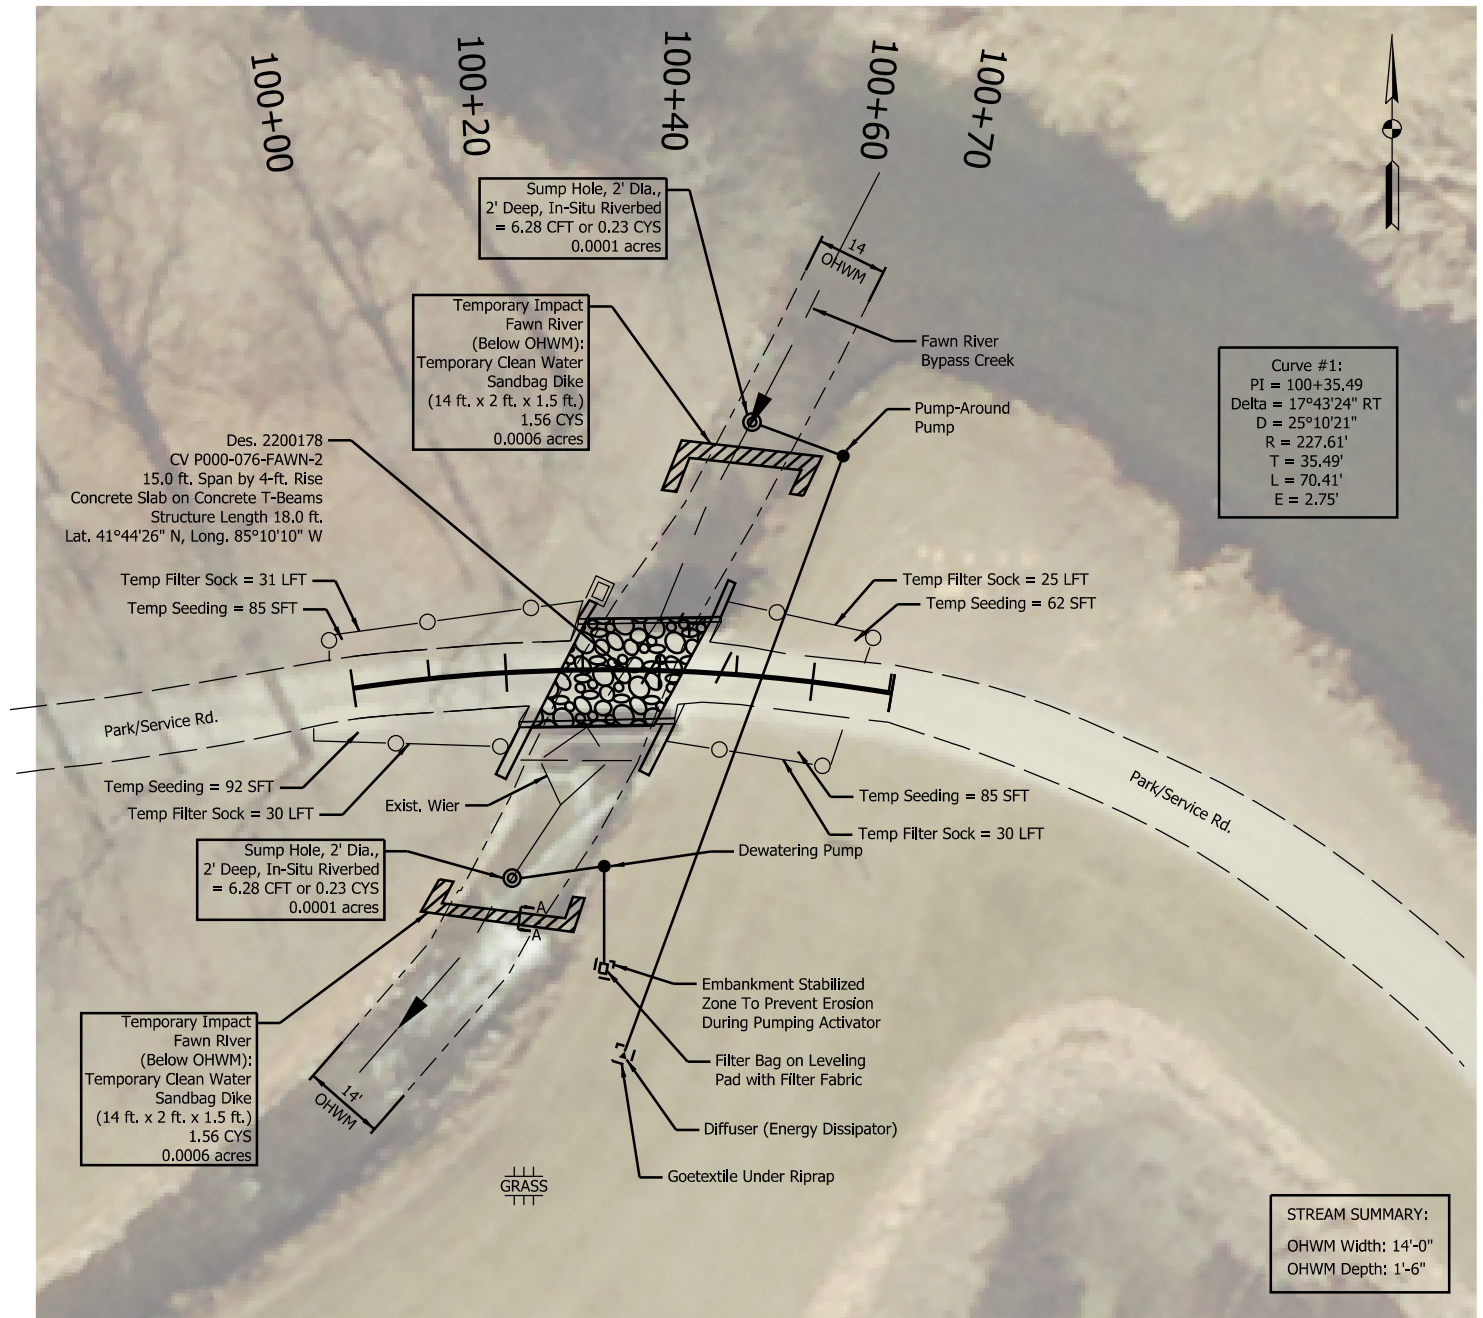 100+00
100+20
100+40
100+60
100+70
Sump Hole, 2' Dia.,
2' Deep, In-Situ Riverbed
= 6.28 CFT or 0.23 CYS
0.0001 acres
14
OHWM
Temporary Impact
Fawn River
(Below OHWM):
Temporary Clean Water
Sandbag Dike
(14 ft. x 2 ft. x 1.5 ft.)
1.56 CYS
0.0006 acres
Fawn River
Bypass Creek
Curve #1:
PI = 100+35.49
Delta = 17°43'24" RT
D = 25°10'21"
R = 227.61'
T = 35.49'
L = 70.41'
E = 2.75'
Pump-Around
Pump
Des. 2200178
CV P000-076-FAWN-2
15.0 ft. Span by 4-ft. Rise
Concrete Slab on Concrete T-Beams
Structure Length 18.0 ft.
Lat. 41°44'26" N, Long. 85°10'10" W
Temp Filter Sock = 31 LFT
Temp Seeding = 85 SFT
Temp Filter Sock = 25 LFT
Temp Seeding = 62 SFT
Park/Service Rd.
Temp Seeding = 92 SFT
Temp Filter Sock = 30 LFT
Exist. Wier
Temp Seeding = 85 SFT
Temp Filter Sock = 30 LFT
Park/Service Rd.
Sump Hole, 2' Dia.,
2' Deep, In-Situ Riverbed
= 6.28 CFT or 0.23 CYS
0.0001 acres
Dewatering Pump
A
A
Embankment Stabilized
Zone To Prevent Erosion
During Pumping Activator
Temporary Impact
Fawn River
(Below OHWM):
Temporary Clean Water
Sandbag Dike
(14 ft. x 2 ft. x 1.5 ft.)
1.56 CYS
0.0006 acres
14'
OHWM
Filter Bag on Leveling
Pad with Filter Fabric
Diffuser (Energy Dissipator)
Goetextile Under Riprap
GRASS
STREAM SUMMARY:
OHWM Width: 14'-0"
OHWM Depth: 1'-6"